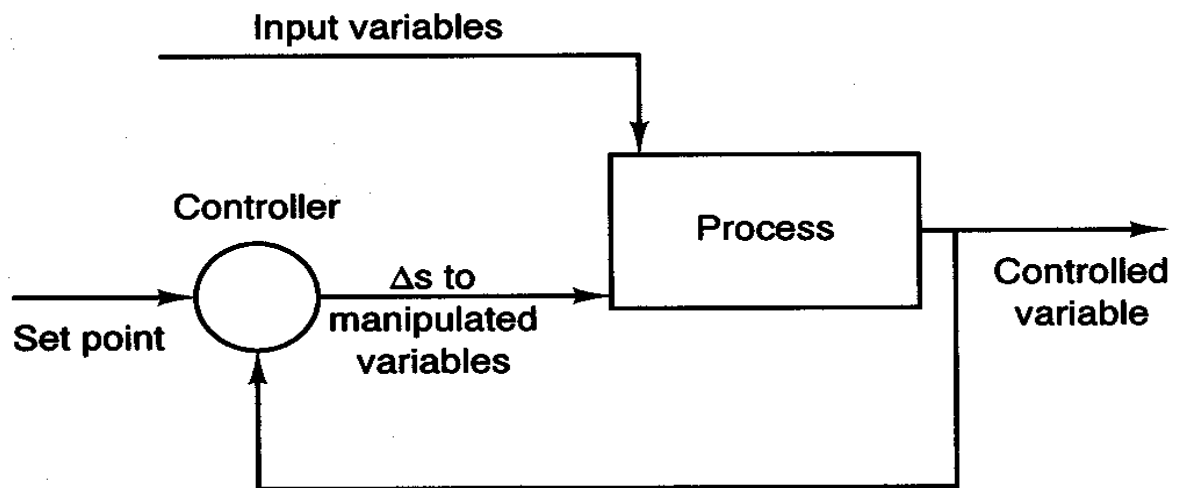 Input variables
Controller
Process
Δs to
manipulated
variables
Set point
Controlled
variable